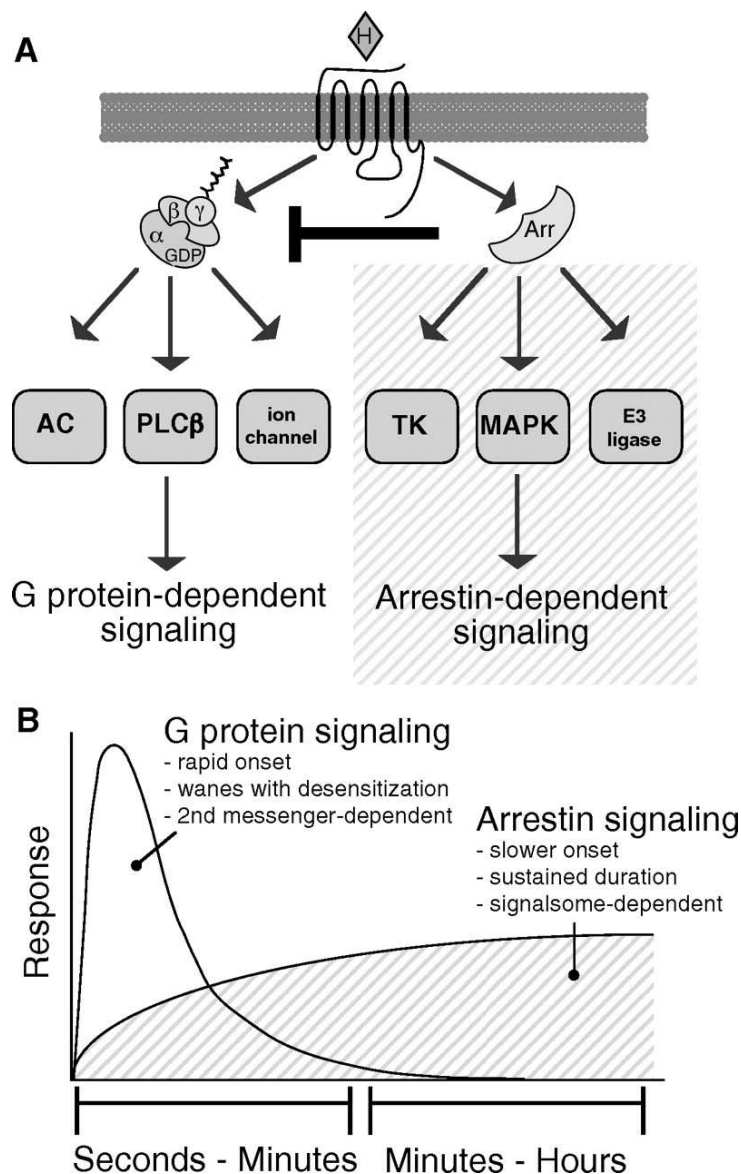 A
H
β
γ
α
GDP
Arr
AC
PLCβ
ion
channel
TK
MAPK
E3
ligase
G protein-dependent
signaling
Arrestin-dependent
signaling
B
G protein signaling
- rapid onset
- wanes with desensitization
- 2nd messenger-dependent
Arrestin signaling
- slower onset
- sustained duration
- signalsome-dependent
Response
Seconds - Minutes
Minutes - Hours